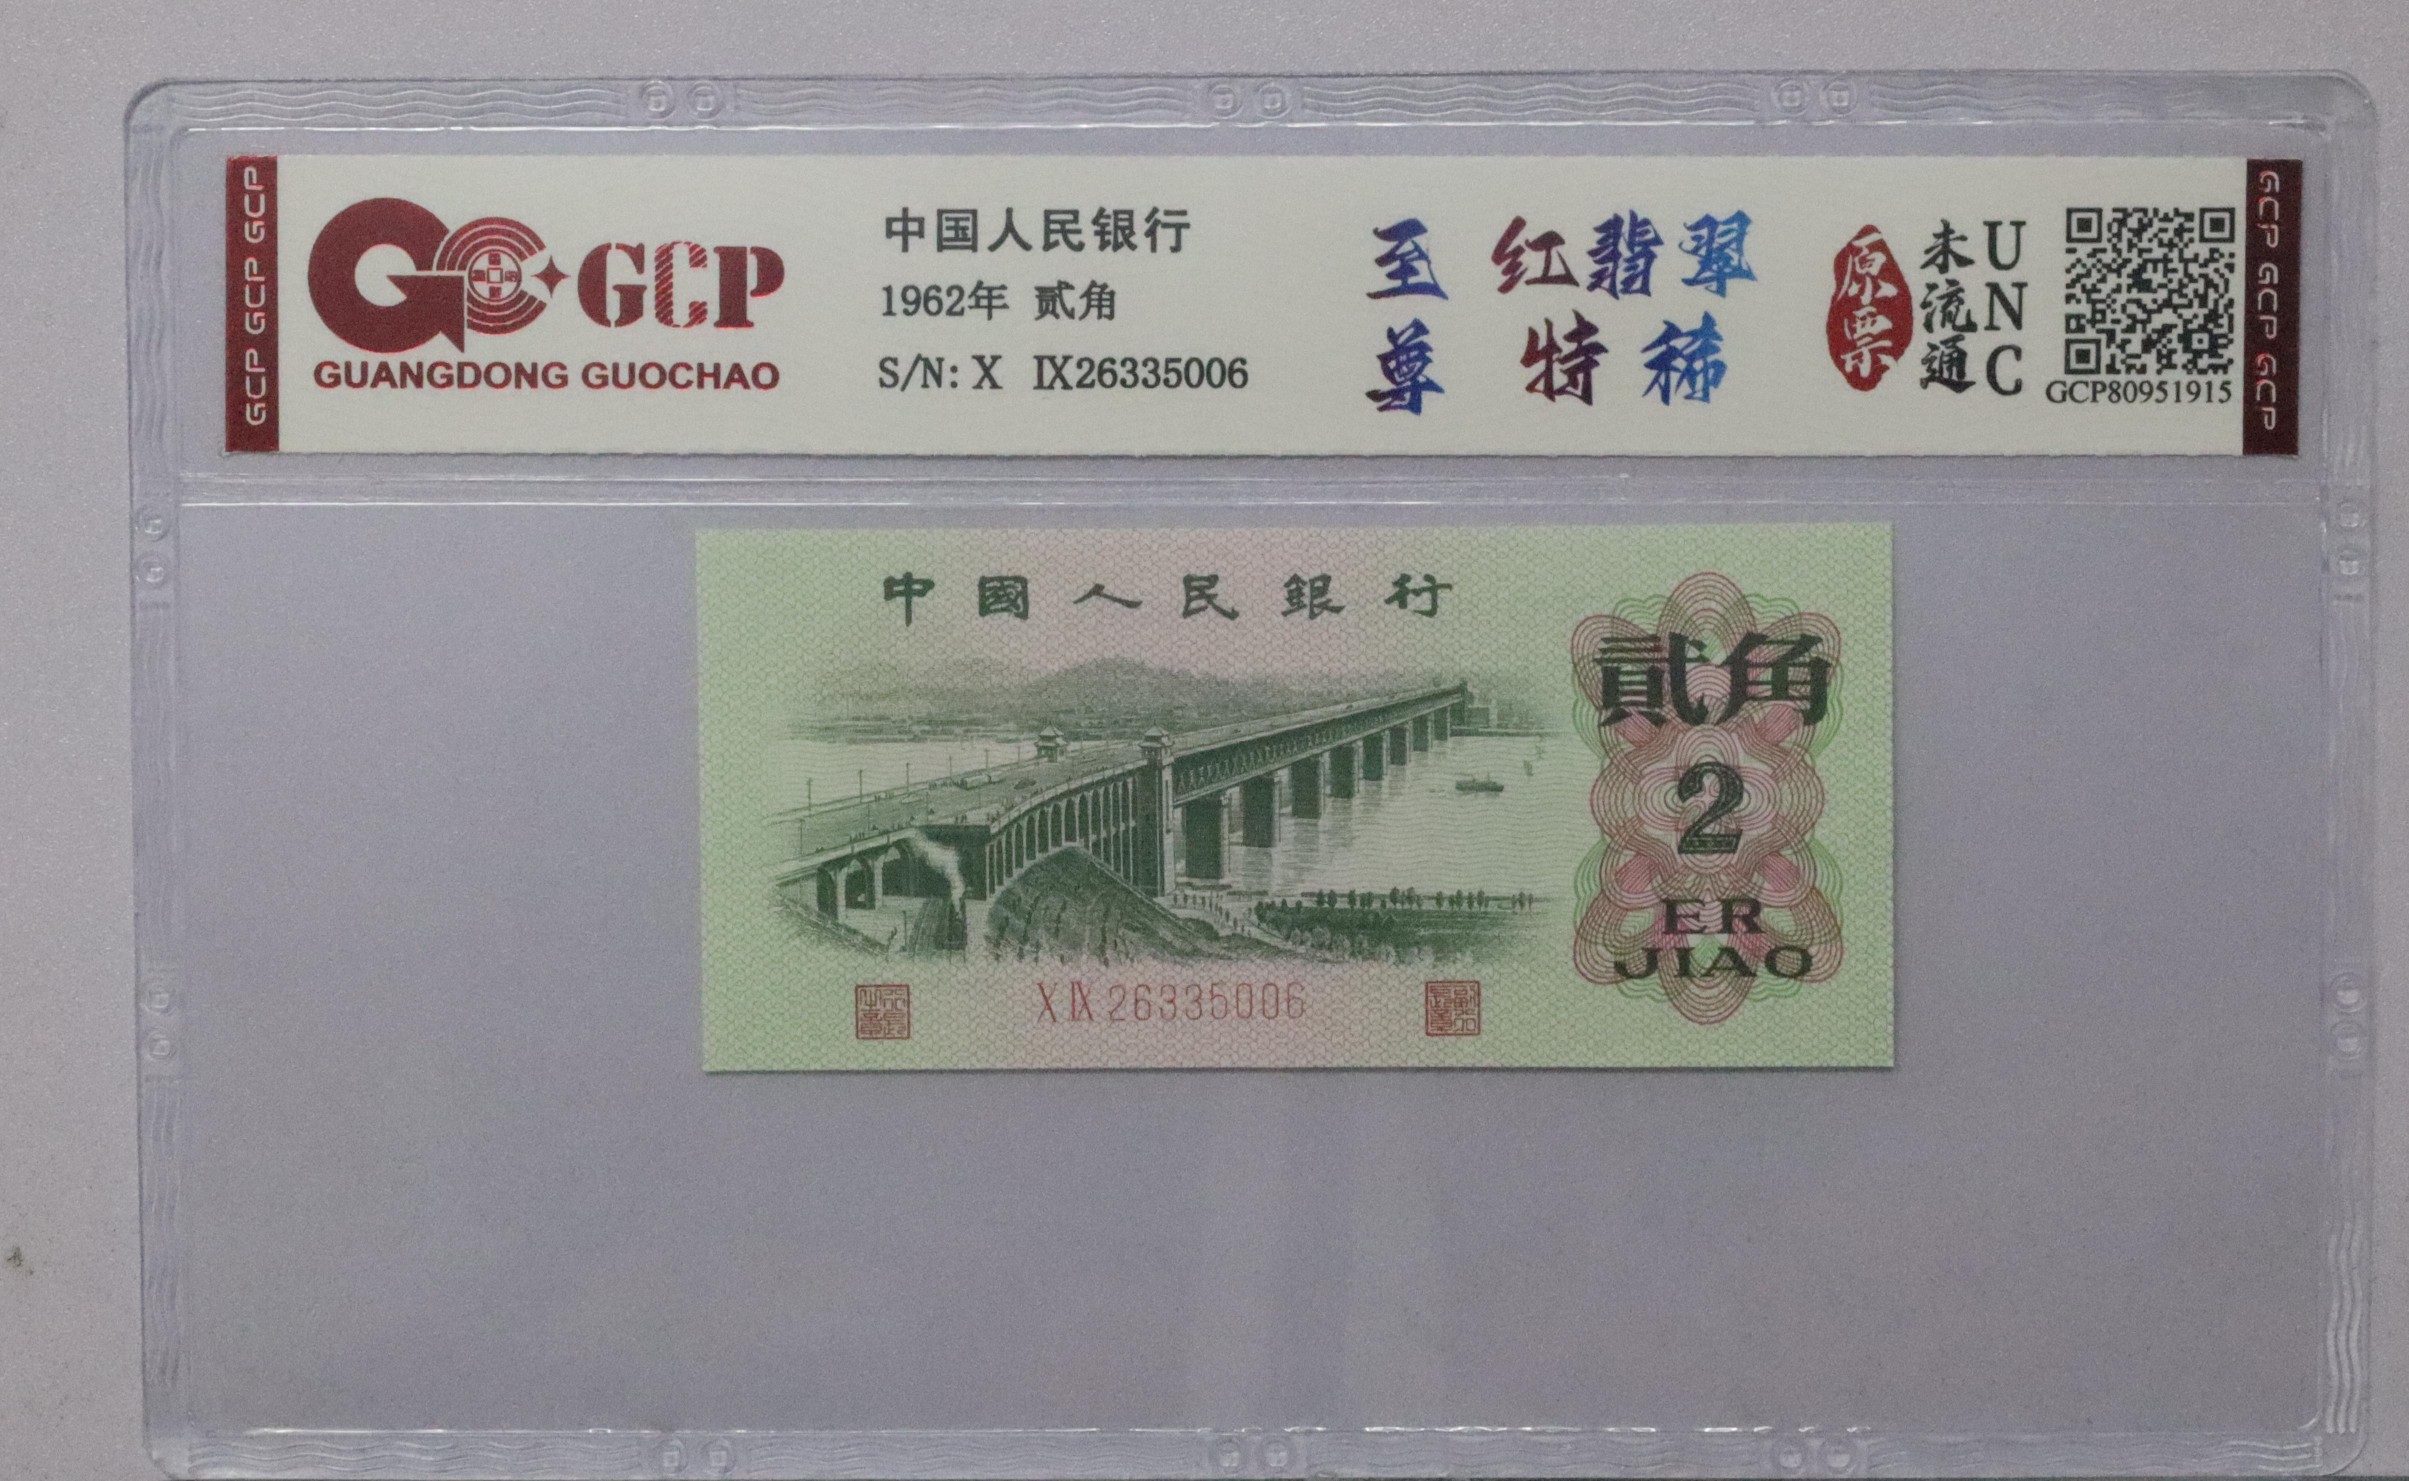 GCP GCP GCP
GCP
GUANGDONG GUOCHAO
中国人民银行
1962年 贰角
S/N: X Ⅸ26335006
至尊
红翡翠
特稀
原票
未流通
UNC
GCP80951915
GCP GCP GCP
中國人民銀行
貳角
2
ER
JIAO
X Ⅸ 26335006